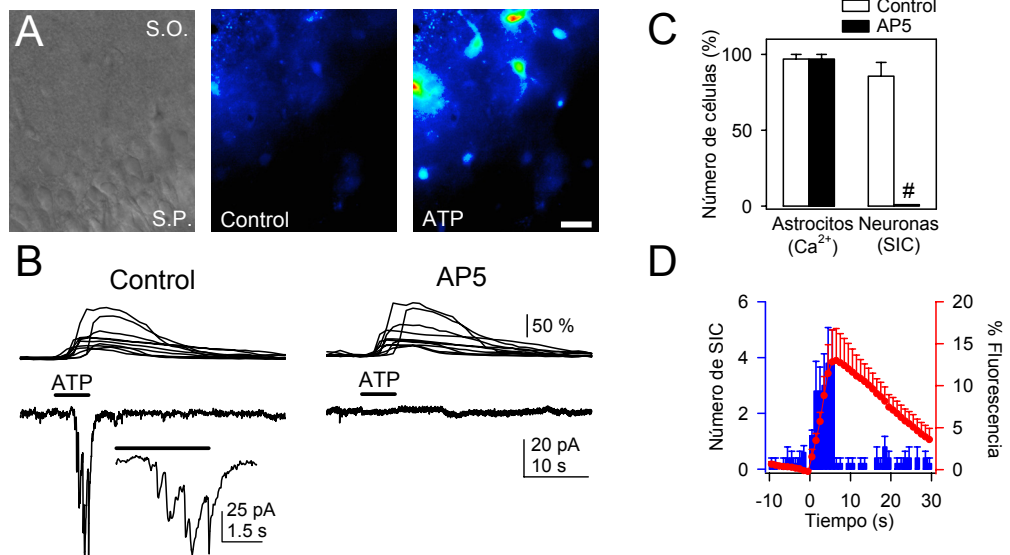 A
S.O.
S.P.
Control
ATP
B
Control
AP5
50 %
ATP
ATP
20 pA
10 s
25 pA
1.5 s
C
Control
AP5
Número de células (%)
100
50
0
#
Astrocitos
(Ca²⁺)
Neuronas
(SIC)
D
Número de SIC
6
4
2
0
20
15
10
5
0
% Fluorescencia
-10 0 10 20 30
Tiempo (s)